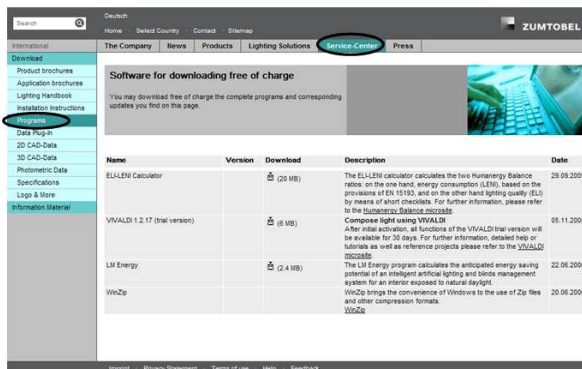 Search
Deutsch
Home Select Country Contact Sitemap
ZUMTOBEL
International
The Company News Products Lighting Solutions Service-Center Press
Download
Product brochures
Application brochures
Lighting Handbook
Installation Instructions
Programs
Data Plug-In
2D CAD-Data
3D CAD-Data
Photometric Data
Specifications
Logo & More
Information Material
Software for downloading free of charge
You may download free of charge the complete programs and corresponding
updates you find on this page.
Name Version Download Description Date
ELI-LENI Calculator (20 MB) The ELI-LENI calculator calculates the two Humanergy Balance 29.09.200
ratios: on the one hand, energy consumption (LENI), based on the
provisions of EN 15193, and on the other hand lighting quality (ELI)
by means of short checklists. For further information, please refer
to the Humanergy Balance microsite.
VIVALDI 1.2.17 (trial version) (6 MB) Compose light using VIVALDI 05.11.200
After initial activation, all functions of the VIVALDI trial version will
be available for 30 days. For further information, detailed help or
tutorials as well as reference projects please refer to the VIVALDI
microsite.
LM Energy (2.4 MB) The LM Energy program calculates the anticipated energy saving 22.06.200
potential of an intelligent artificial lighting and blinds management
system for an interior exposed to natural daylight.
WinZip WinZip brings the convenience of Windows to the use of Zip files 20.06.200
and other compression formats.
WinZip
Imprint Privacy Statement Terms of use Help Feedback